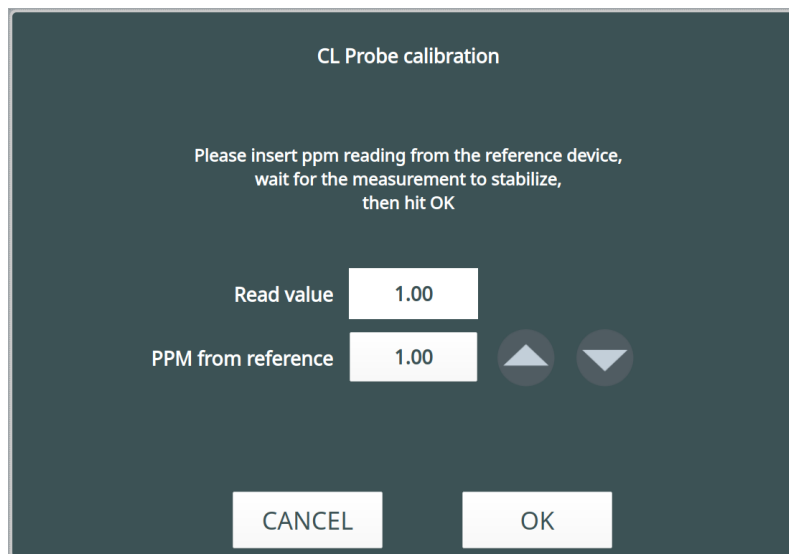 CL Probe calibration
Please insert ppm reading from the reference device,
wait for the measurement to stabilize,
then hit OK
Read value 1.00
PPM from reference 1.00
CANCEL OK